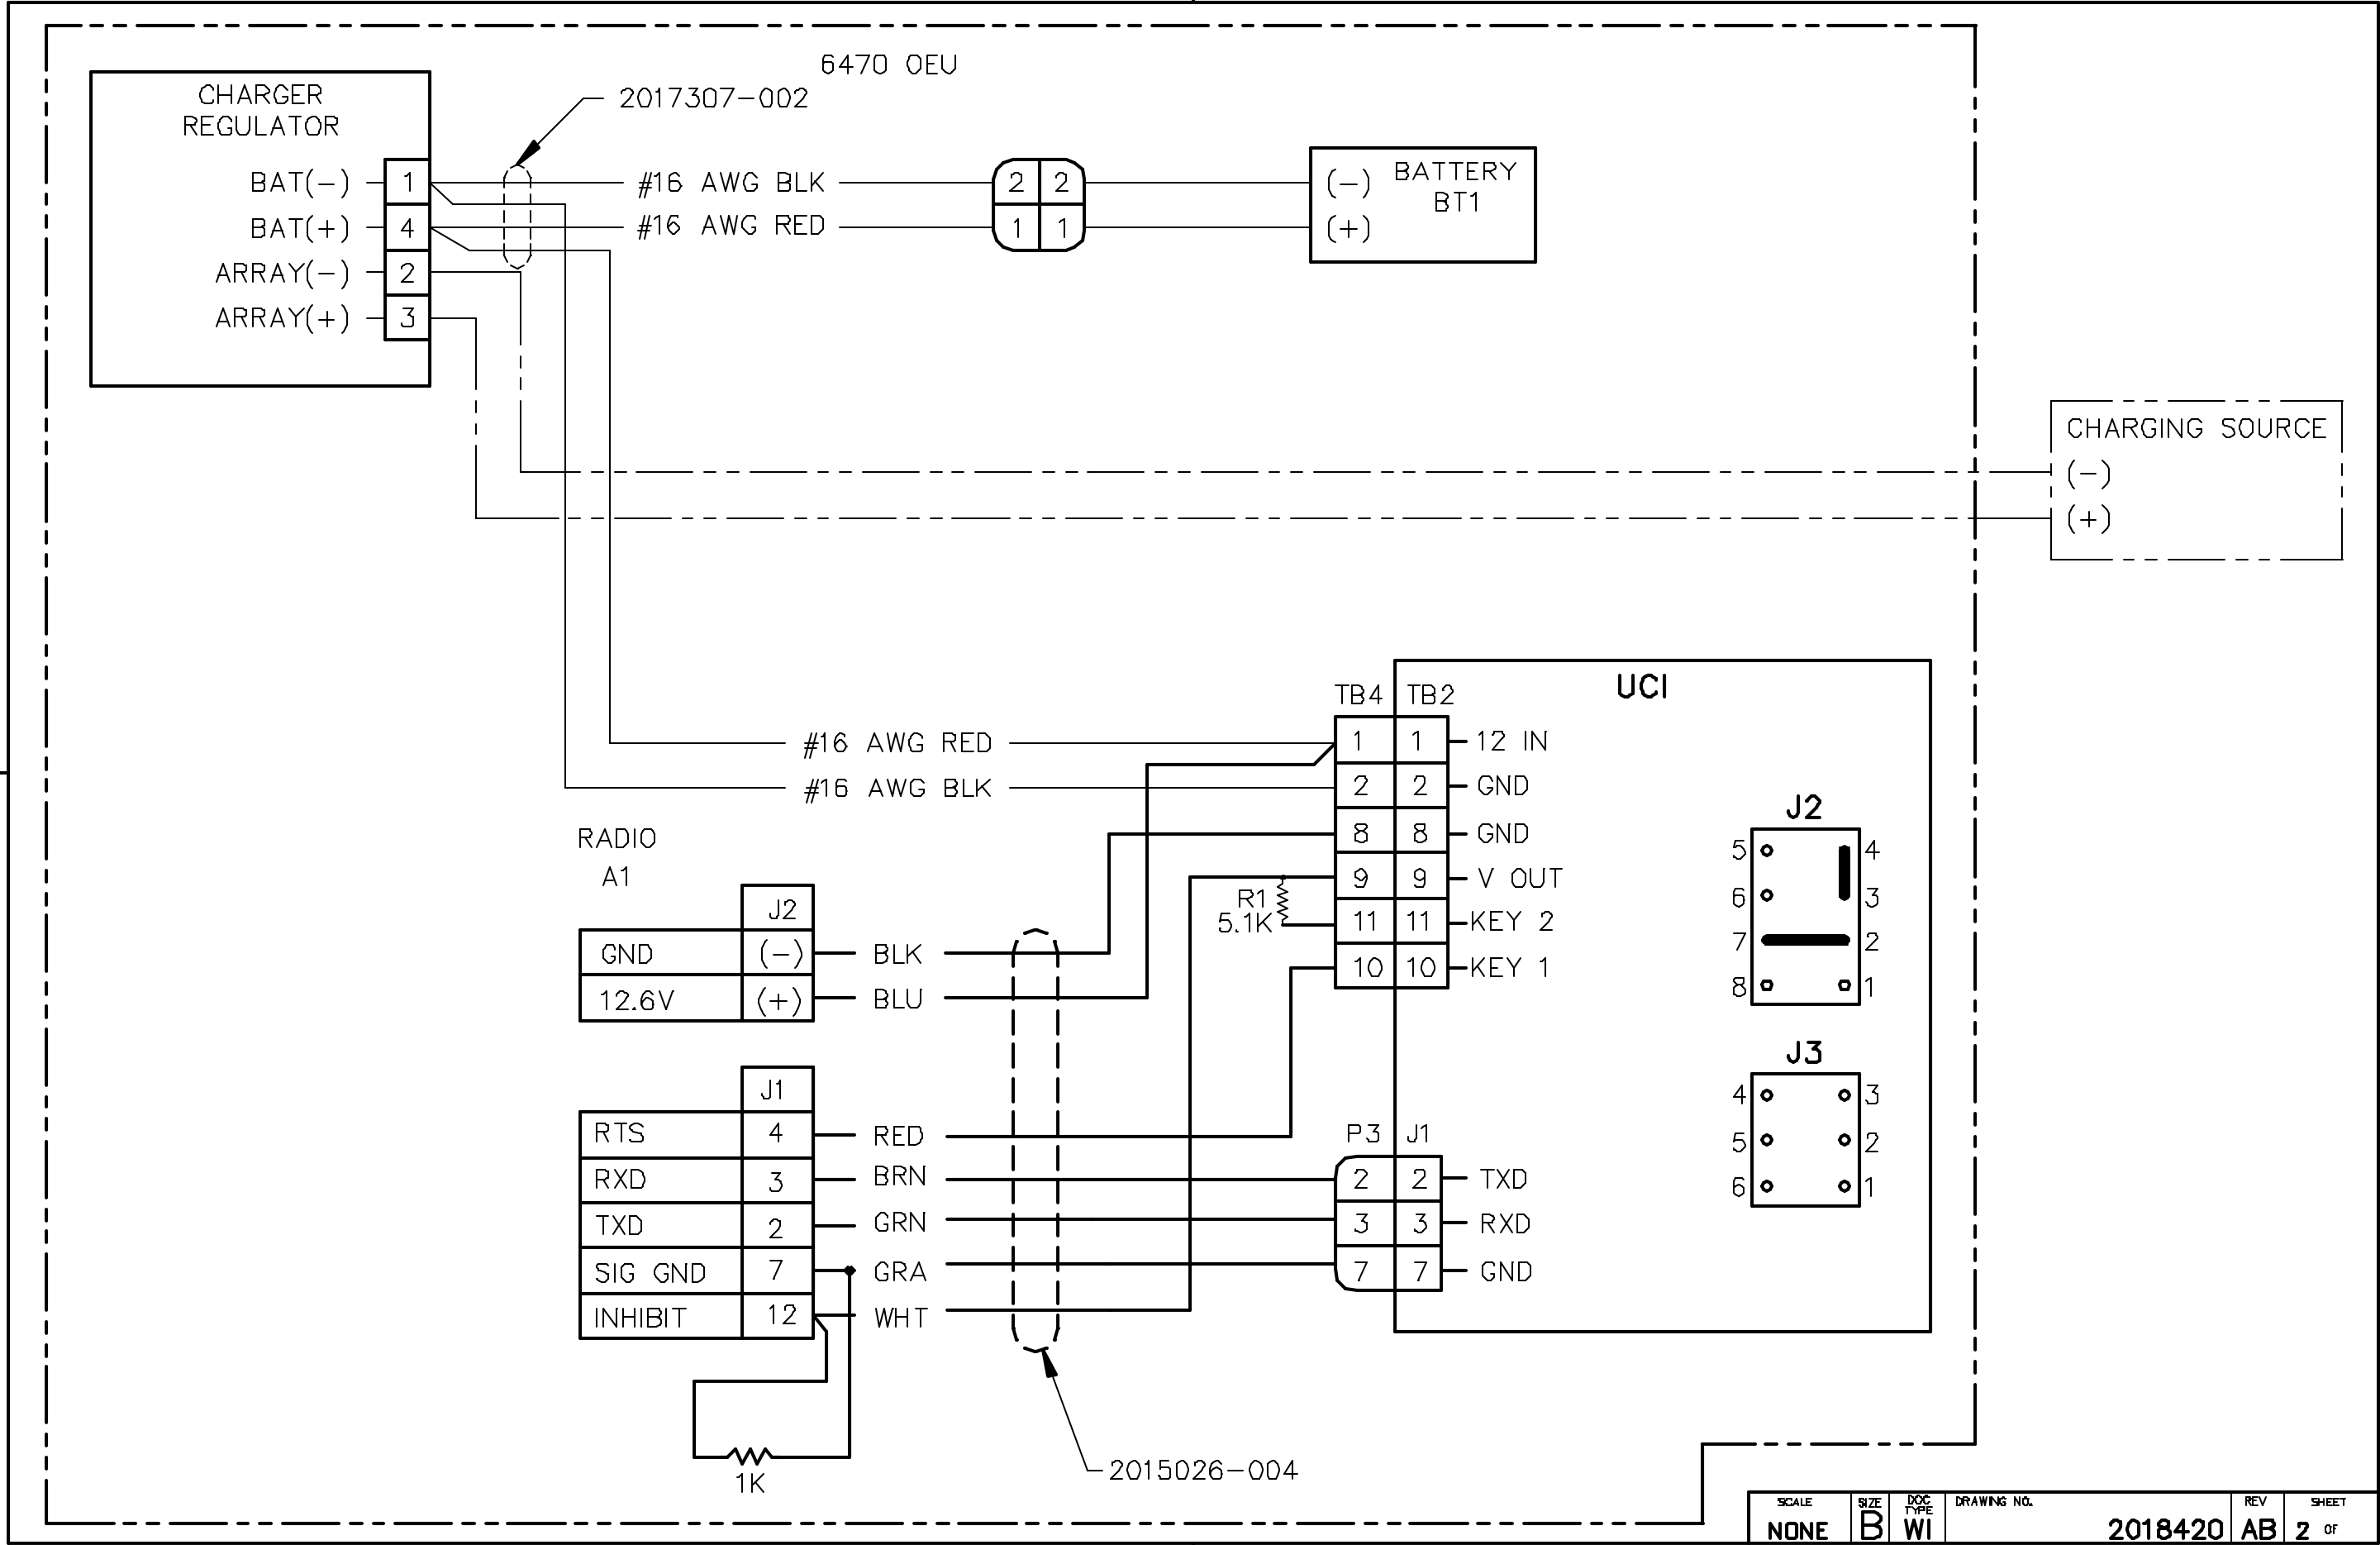 6470 OEU
2017307-002
CHARGER
REGULATOR
BAT(-) 1
BAT(+) 4
ARRAY(-) 2
ARRAY(+) 3
#16 AWG BLK
#16 AWG RED
2 2
1 1
(-)
(+)
BATTERY
BT1
CHARGING SOURCE
(-)
(+)
UCI
TB4 TB2
#16 AWG RED
#16 AWG BLK
1 1 12 IN
2 2 GND
8 8 GND
9 9 V OUT
11 11 KEY 2
10 10 KEY 1
R1
5.1K
RADIO
A1
J2
GND (-) BLK
12.6V (+) BLU
J1
RTS 4 RED
RXD 3 BRN
TXD 2 GRN
SIG GND 7 GRA
INHIBIT 12 WHT
1K
2015026-004
P3 J1
2 2 TXD
3 3 RXD
7 7 GND
J2
5 4
6 3
7 2
8 1
J3
4 3
5 2
6 1
SCALE
NONE
SIZE
B
DOC
TYPE
WI
DRAWING NO.
2018420
REV
AB
SHEET
2 OF